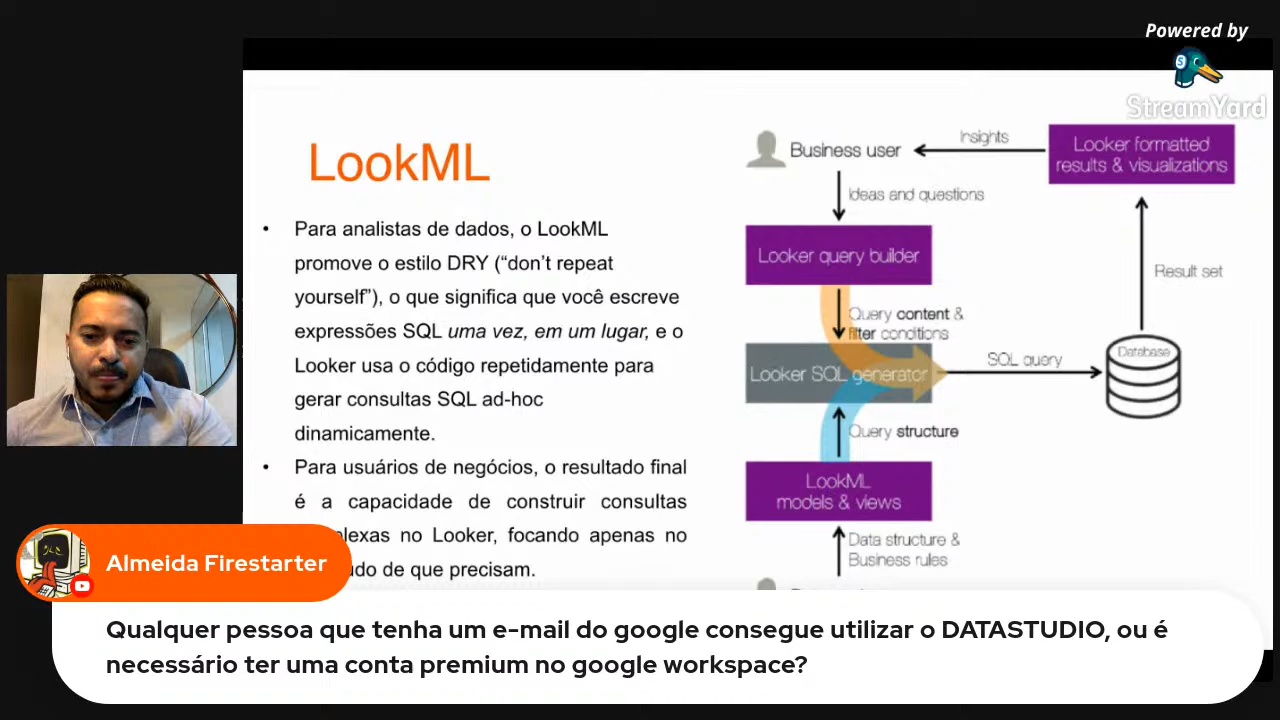 Powered by
StreamYard
LookML
• Para analistas de dados, o LookML
promove o estilo DRY (“don’t repeat
yourself”), o que significa que você escreve
expressões SQL uma vez, em um lugar, e o
Looker usa o código repetidamente para
gerar consultas SQL ad-hoc
dinamicamente.
• Para usuários de negócios, o resultado final
é a capacidade de construir consultas
no Looker, focando apenas no
de que precisam.
Business user
Insights
Looker formatted
results & visualizations
Ideas and questions
Looker query builder
Result set
Query content &
filter conditions
Looker SQL generator
SQL query
Database
Query structure
LookML
models & views
Data structure &
Business rules
Almeida Firestarter
Qualquer pessoa que tenha um e-mail do google consegue utilizar o DATASTUDIO, ou é
necessário ter uma conta premium no google workspace?